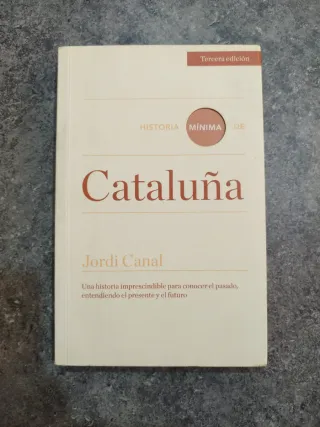 Tercera edición
HISTORIA MÍNIMA DE
Cataluña
Jordi Canal
Una historia imprescindible para conocer el pasado,
entendiendo el presente y el futuro